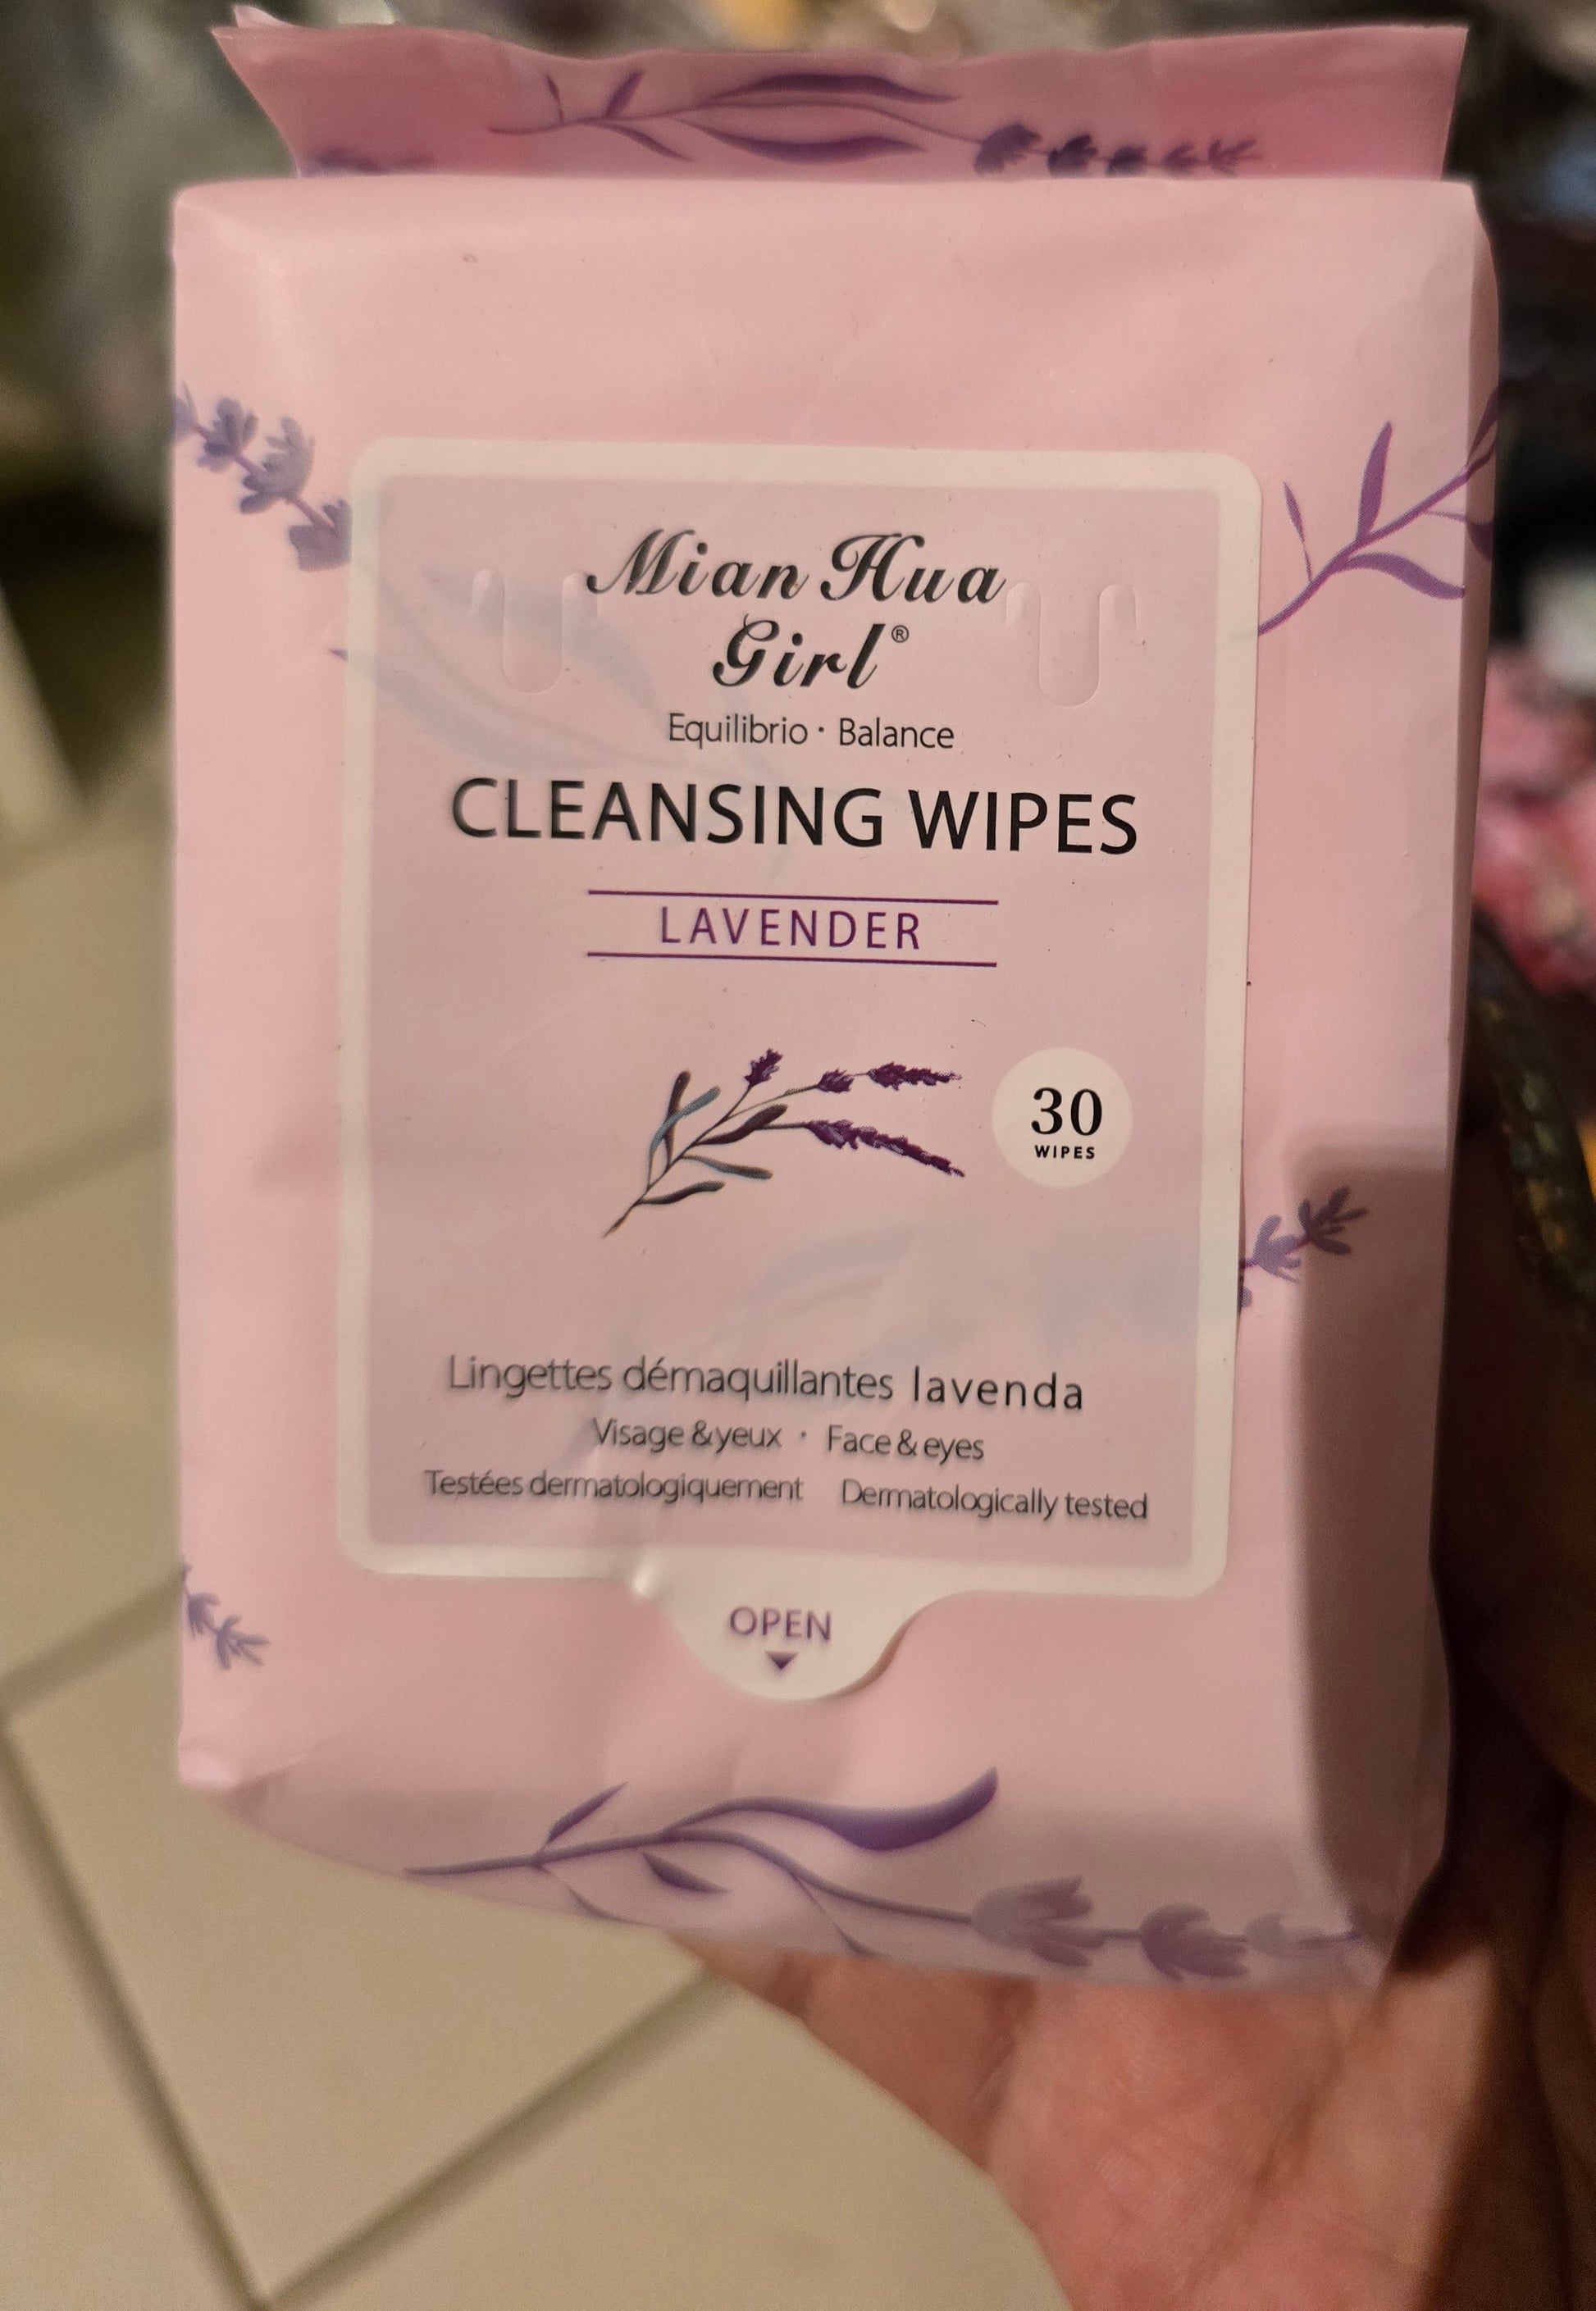 Mian Hua
Girl®
Equilibrio · Balance
CLEANSING WIPES
LAVENDER
30
WIPES
Lingettes démaquillantes lavenda
Visage &yeux · Face & eyes
Testées dermatologiquement Dermatologically tested
OPEN